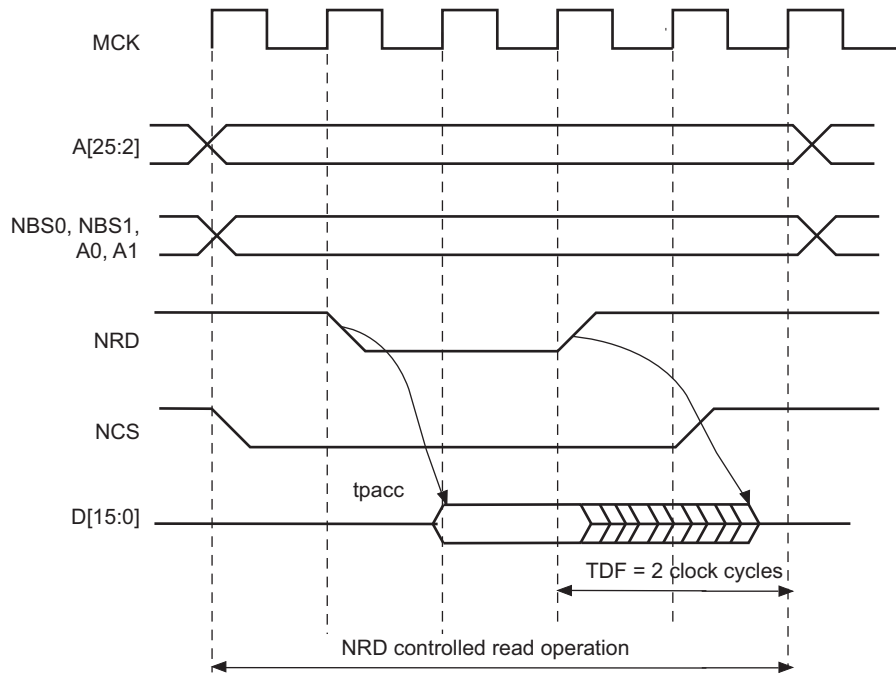 MCK
A[25:2]
NBS0, NBS1,
A0, A1
NRD
NCS
tpacc
D[15:0]
TDF = 2 clock cycles
NRD controlled read operation